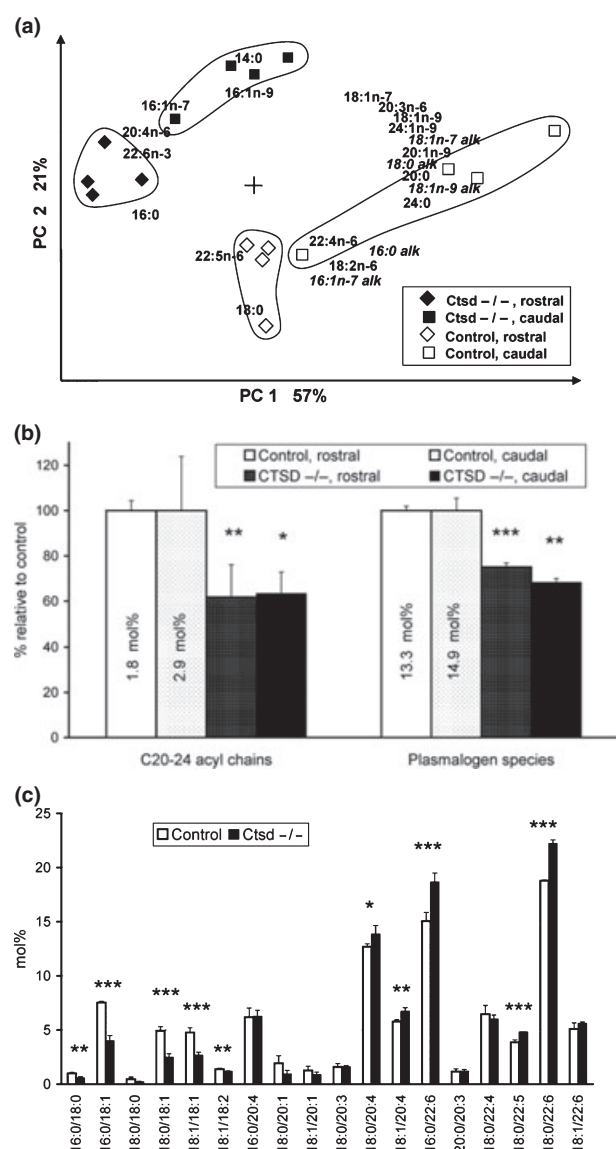 (a)
14:0
16:1n-9
16:1n-7
18:1n-7
20:3n-6
20:4n-6
18:1n-9
24:1n-9
22:6n-3
18:1n-7 alk
20:1n-9
18:0 alk
20:0
18:1n-9 alk
24:0
16:0
22:4n-6
16:0 alk
22:5n-6
18:2n-6
16:1n-7 alk
18:0
PC 2 21%
Ctsd –/–, rostral
Ctsd –/–, caudal
Control, rostral
Control, caudal
PC 1 57%
(b)
% relative to control
120
100
80
60
40
20
0
Control, rostral
Control, caudal
CTSD –/–, rostral
CTSD –/–, caudal
** * *** **
1.8 mol%
2.9 mol%
13.3 mol%
14.9 mol%
C20-24 acyl chains
Plasmalogen species
(c)
mol%
25
20
15
10
5
0
Control Ctsd –/–
** *** *** *** ** * ** *** *** ***
16:0/18:0
16:0/18:1
18:0/18:0
18:0/18:1
18:1/18:1
18:1/18:2
16:0/20:4
18:0/20:1
18:1/20:1
18:0/20:3
18:0/20:4
18:1/20:4
16:0/22:6
20:0/20:3
18:0/22:4
18:0/22:5
18:0/22:6
18:1/22:6